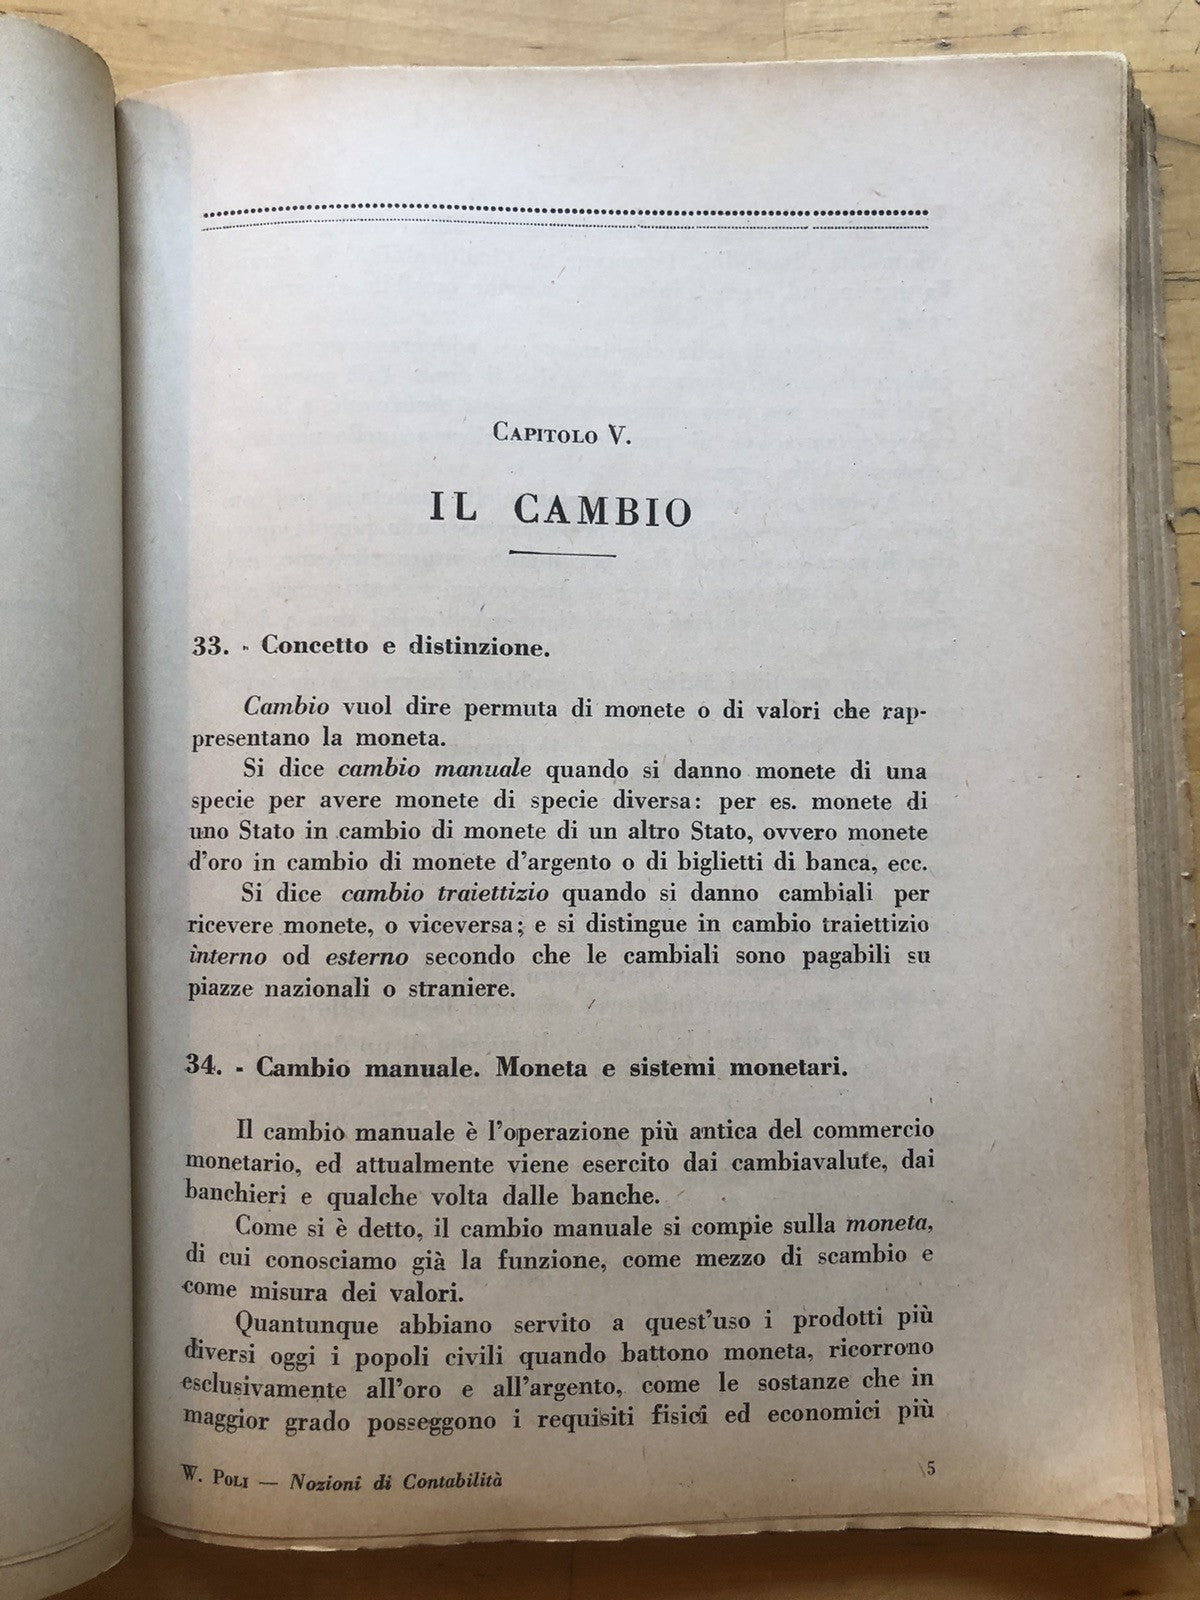 Capitolo V.
IL CAMBIO
33. - Concetto e distinzione.
Cambio vuol dire permuta di monete o di valori che rap-
presentano la moneta.
Si dice cambio manuale quando si danno monete di una
specie per avere monete di specie diversa: per es. monete di
uno Stato in cambio di monete di un altro Stato, ovvero monete
d'oro in cambio di monete d'argento o di biglietti di banca, ecc.
Si dice cambio traiettizio quando si danno cambiali per
ricevere monete, o viceversa; e si distingue in cambio traiettizio
interno od esterno secondo che le cambiali sono pagabili su
piazze nazionali o straniere.
34. - Cambio manuale. Moneta e sistemi monetari.
Il cambio manuale è l'operazione più antica del commercio
monetario, ed attualmente viene esercito dai cambiavalute, dai
banchieri e qualche volta dalle banche.
Come si è detto, il cambio manuale si compie sulla moneta,
di cui conosciamo già la funzione, come mezzo di scambio e
come misura dei valori.
Quantunque abbiano servito a quest'uso i prodotti più
diversi oggi i popoli civili quando battono moneta, ricorrono
esclusivamente all'oro e all'argento, come le sostanze che in
maggior grado posseggono i requisiti fisici ed economici più
W. Poli — Nozioni di Contabilità
5